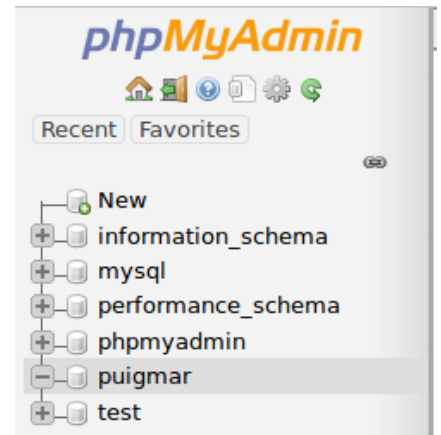 phpMyAdmin
Recent Favorites
New
information_schema
mysql
performance_schema
phpmyadmin
puigmar
test